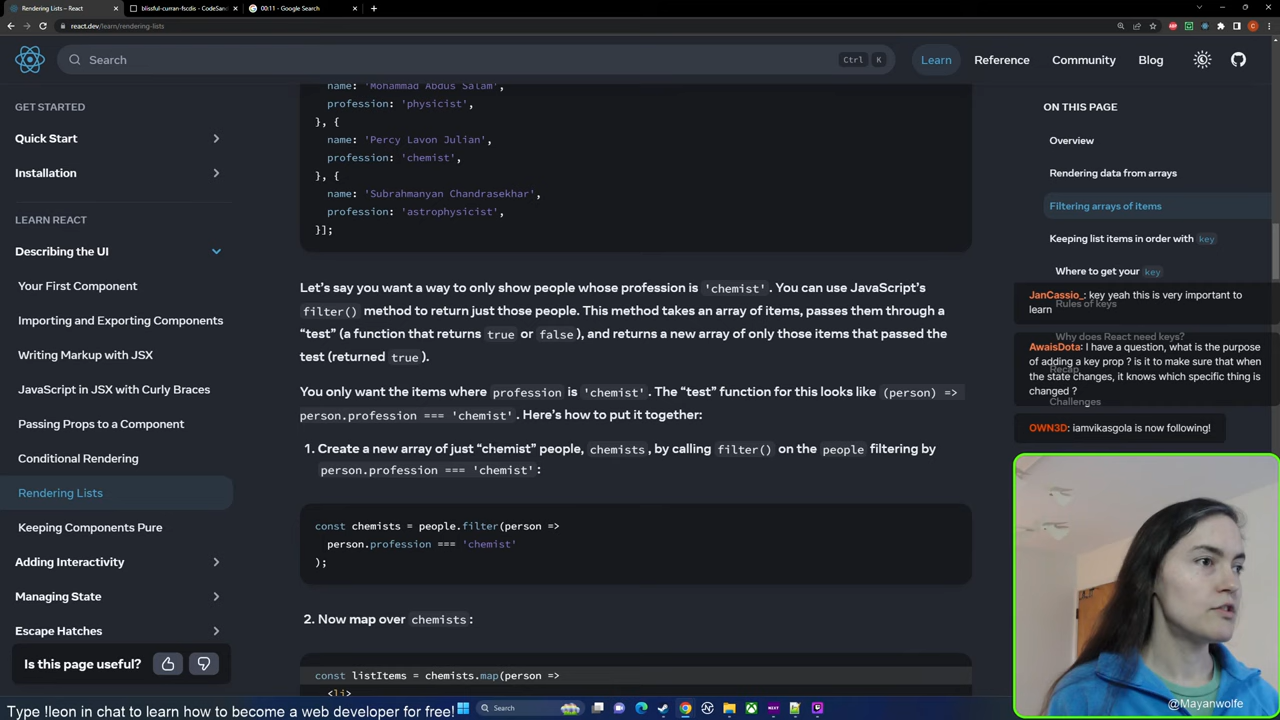 Rendering Lists – React
blissful-curran-fscdis - CodeSand
00:11 - Google Search
react.dev/learn/rendering-lists
Search
Ctrl K
Learn
Reference
Community
Blog
GET STARTED
Quick Start
Installation
LEARN REACT
Describing the UI
Your First Component
Importing and Exporting Components
Writing Markup with JSX
JavaScript in JSX with Curly Braces
Passing Props to a Component
Conditional Rendering
Rendering Lists
Keeping Components Pure
Adding Interactivity
Managing State
Escape Hatches
Is this page useful?
name: 'Mohammad Abdus Salam',
profession: 'physicist',
}, {
name: 'Percy Lavon Julian',
profession: 'chemist',
}, {
name: 'Subrahmanyan Chandrasekhar',
profession: 'astrophysicist',
}];
Let's say you want a way to only show people whose profession is 'chemist'. You can use JavaScript's
filter() method to return just those people. This method takes an array of items, passes them through a
“test” (a function that returns true or false), and returns a new array of only those items that passed the
test (returned true).
You only want the items where profession is 'chemist'. The “test” function for this looks like (person) =>
person.profession === 'chemist'. Here's how to put it together:
1. Create a new array of just “chemist” people, chemists, by calling filter() on the people filtering by
person.profession === 'chemist':
const chemists = people.filter(person =>
person.profession === 'chemist'
);
2. Now map over chemists:
const listItems = chemists.map(person =>
<li>
ON THIS PAGE
Overview
Rendering data from arrays
Filtering arrays of items
Keeping list items in order with key
Where to get your key
Rules of keys
Why does React need keys?
Recap
Challenges
JanCassio_: key yeah this is very important to
learn
AwaisDota: I have a question, what is the purpose
of adding a key prop ? is it to make sure that when
the state changes, it knows which specific thing is
changed ?
OWN3D: iamvikasgola is now following!
Type !leon in chat to learn how to become a web developer for free!
Search
@Mayanwolfe